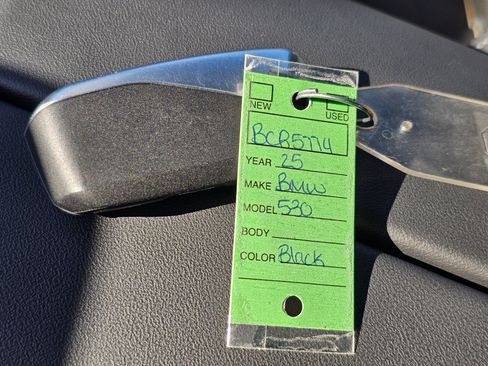 NEW USED
BCR5774
YEAR 25
MAKE BMW
MODEL 530
BODY
COLOR Black